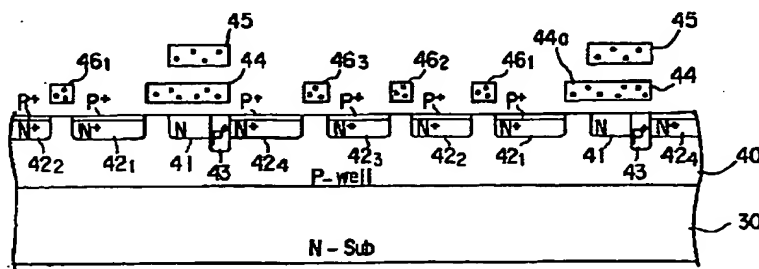 45 45
46₁ 44 46₃ 46₂ 46₁ 44a 44
P+ P+ P+ P+ P+ P+
N+ N+ N N+ N+ N+ N+ N N+
42₂ 42₁ 41 43 42₄ 42₃ 42₂ 42₁ 41 43 42₄
40
P-well
30
N-Sub